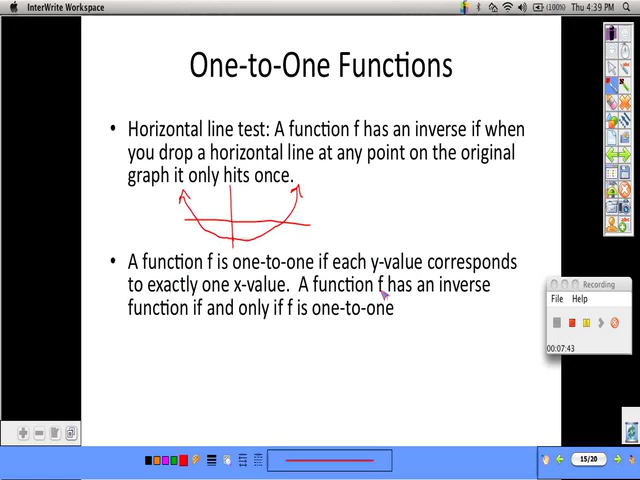 InterWrite Workspace
(100%) Thu 4:39 PM
One-to-One Functions
• Horizontal line test: A function f has an inverse if when
you drop a horizontal line at any point on the original
graph it only hits once.
• A function f is one-to-one if each y-value corresponds
to exactly one x-value. A function f has an inverse
function if and only if f is one-to-one
Recording
File Help
00:07:43
15/20